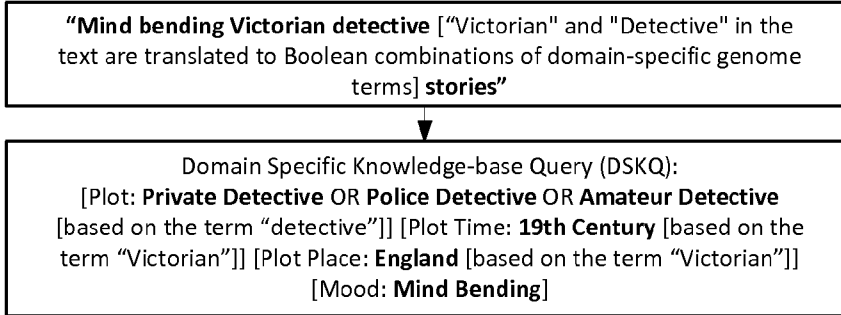 “Mind bending Victorian detective [“Victorian" and "Detective" in the
text are translated to Boolean combinations of domain-specific genome
terms] stories”
Domain Specific Knowledge-base Query (DSKQ):
[Plot: Private Detective OR Police Detective OR Amateur Detective
[based on the term “detective”]] [Plot Time: 19th Century [based on the
term “Victorian”]] [Plot Place: England [based on the term “Victorian”]]
[Mood: Mind Bending]